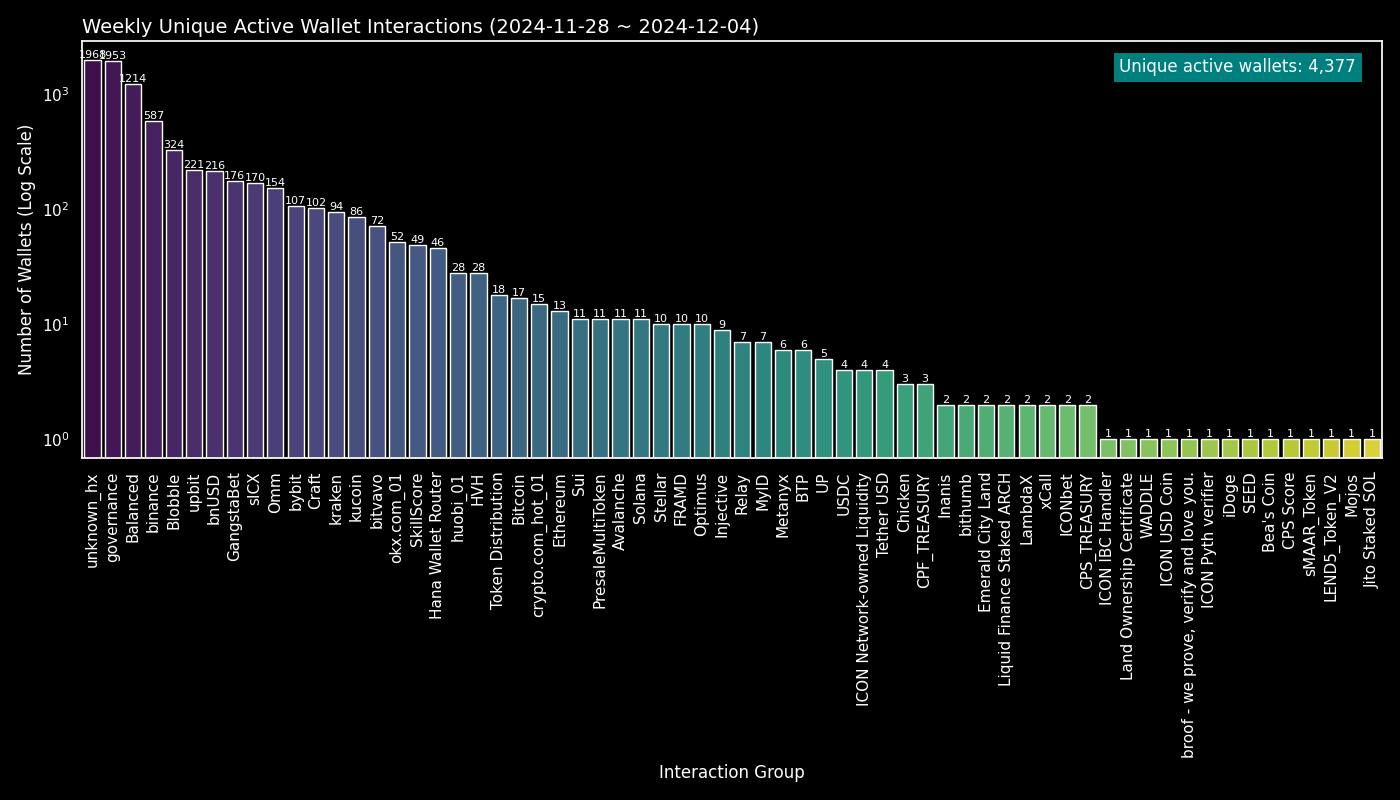 Weekly Unique Active Wallet Interactions (2024-11-28 ~ 2024-12-04)
Unique active wallets: 4,377
Number of Wallets (Log Scale)
10³
10²
10¹
10⁰
1968
1953
1214
587
324
221
216
176
170
154
107
102
94
86
72
52
49
46
28
28
18
17
15
13
11
11
11
11
10
10
10
9
7
7
6
6
5
4
4
4
3
3
2
2
2
2
2
2
2
2
1
1
1
1
1
1
1
1
1
1
1
1
1
1
unknown_hx
governance
Balanced
binance
Blobble
upbit
bnUSD
GangstaBet
sICX
Omm
bybit
Craft
kraken
kucoin
bitvavo
okx.com_01
SkillScore
Hana Wallet Router
huobi_01
HVH
Token Distribution
Bitcoin
crypto.com_hot_01
Ethereum
Sui
PresaleMultiToken
Avalanche
Solana
Stellar
FRAMD
Optimus
Injective
Relay
MyID
Metanyx
BTP
UP
USDC
ICON Network-owned Liquidity
Tether USD
Chicken
CPF_TREASURY
Inanis
bithumb
Emerald City Land
Liquid Finance Staked ARCH
LambdaX
xCall
ICONbet
CPS_TREASURY
ICON IBC Handler
Land Ownership Certificate
WADDLE
ICON USD Coin
broof - we prove, verify and love you.
ICON Pyth verifier
iDoge
SEED
Bea's Coin
CPS Score
sMAAR_Token
LEND5_Token_V2
Mojos
Jito Staked SOL
Interaction Group